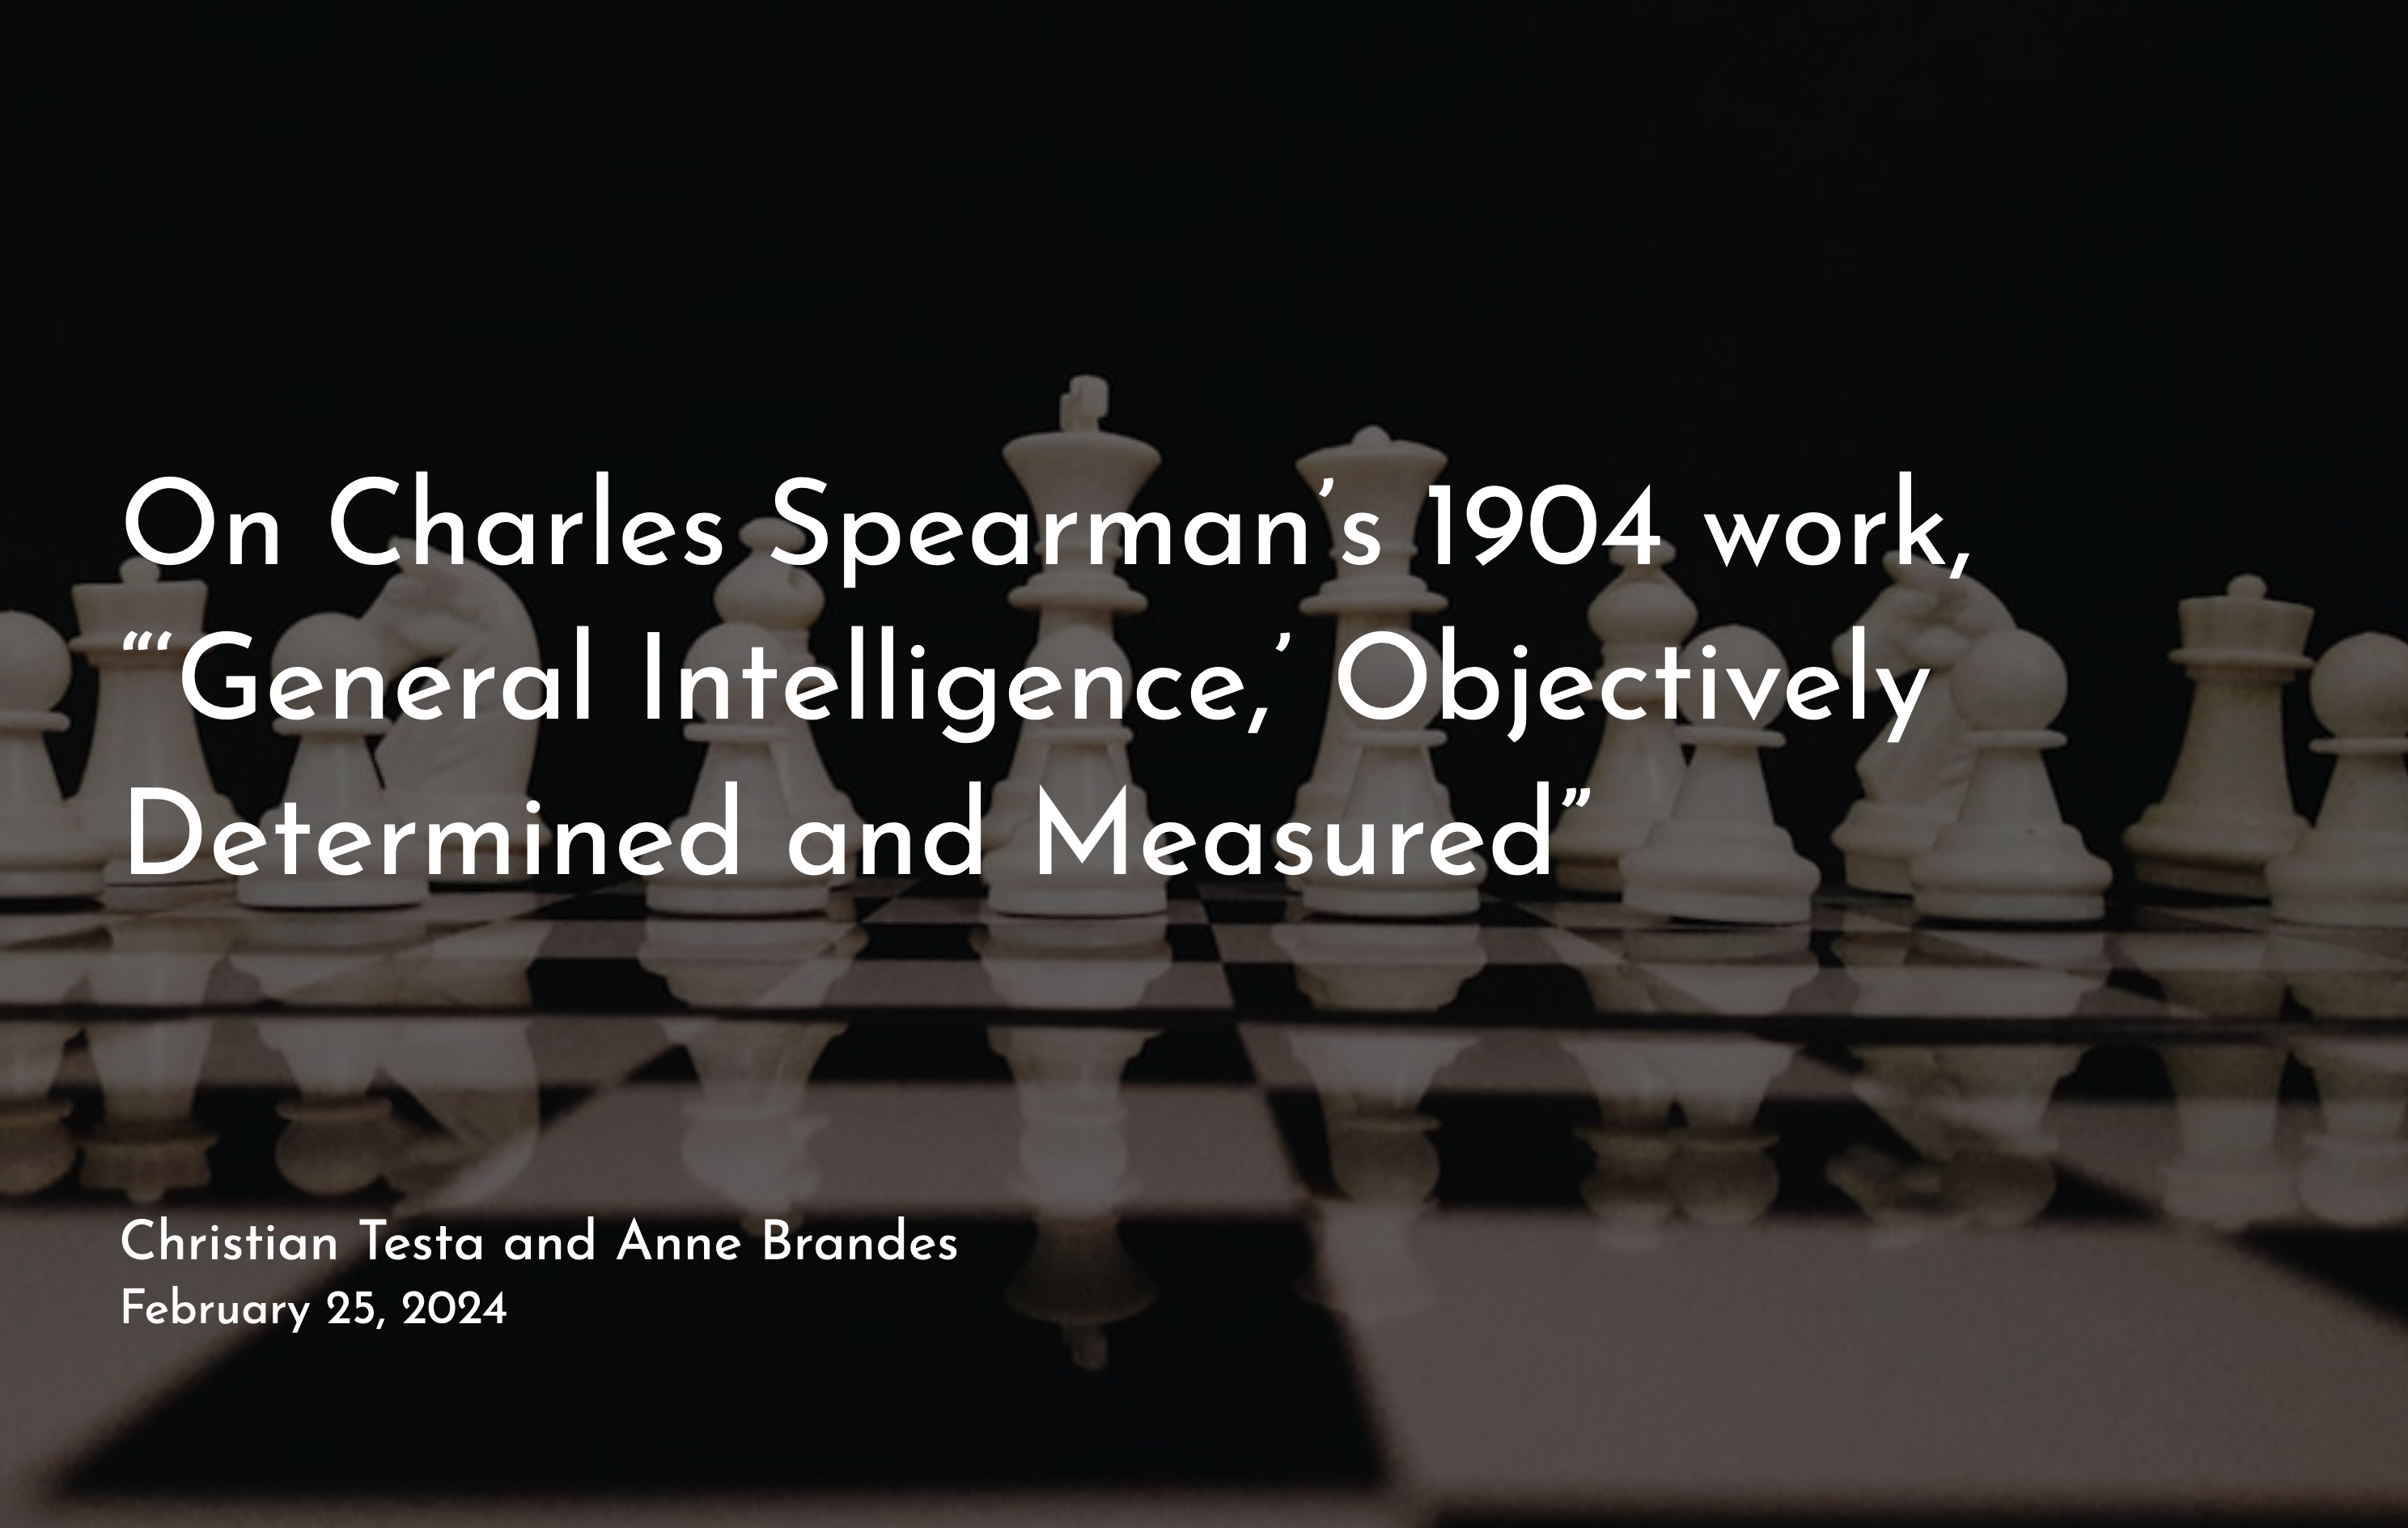 On Charles Spearman’s 1904 work,
“‘General Intelligence,’ Objectively
Determined and Measured”
Christian Testa and Anne Brandes
February 25, 2024